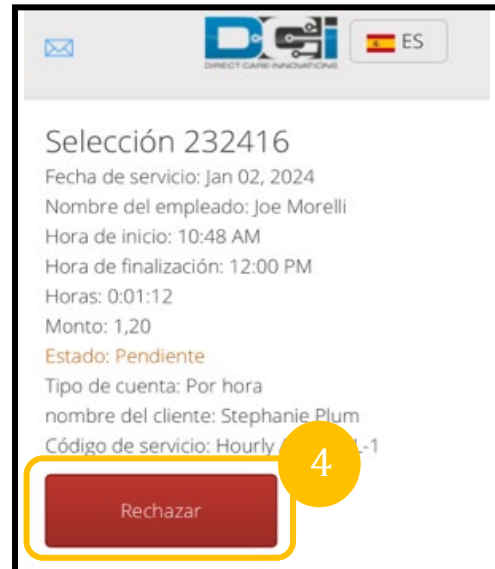 DCi
DIRECT CARE INNOVATIONS
ES
Selección 232416
Fecha de servicio: Jan 02, 2024
Nombre del empleado: Joe Morelli
Hora de inicio: 10:48 AM
Hora de finalización: 12:00 PM
Horas: 0:01:12
Monto: 1,20
Estado: Pendiente
Tipo de cuenta: Por hora
nombre del cliente: Stephanie Plum
Código de servicio: Hourly L-1
4
Rechazar